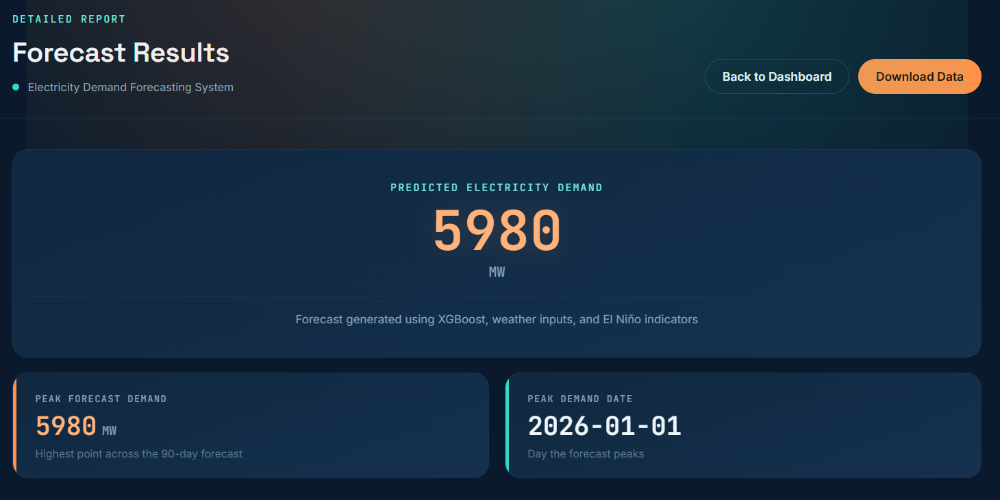 DETAILED REPORT
Forecast Results
Electricity Demand Forecasting System
Back to Dashboard
Download Data
PREDICTED ELECTRICITY DEMAND
5980
MW
Forecast generated using XGBoost, weather inputs, and El Niño indicators
PEAK FORECAST DEMAND
5980 MW
Highest point across the 90-day forecast
PEAK DEMAND DATE
2026-01-01
Day the forecast peaks